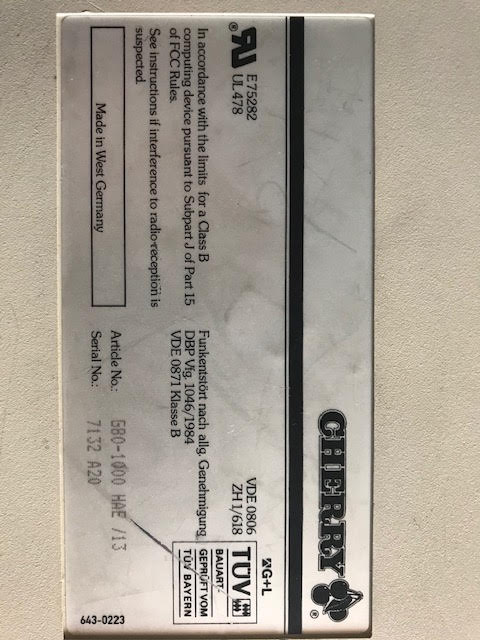 CHERRY ®
E75282
UL 478
VDE 0806
ZH 1/618
G+L
TÜV
BAUART
GEPRÜFT VOM
TÜV BAYERN
In accordance with the limits for a Class B
computing device pursuant to Subpart J of Part 15
of FCC Rules.
See instructions if interference to radio-reception is
suspected.
Funkentstört nach allg. Genehmigung
DBP Vfg. 1046/1984
VDE 0871 Klasse B
Made in West Germany
Article No.: G80-1000 HAE /13
Serial No.: 7132 A20
643-0223